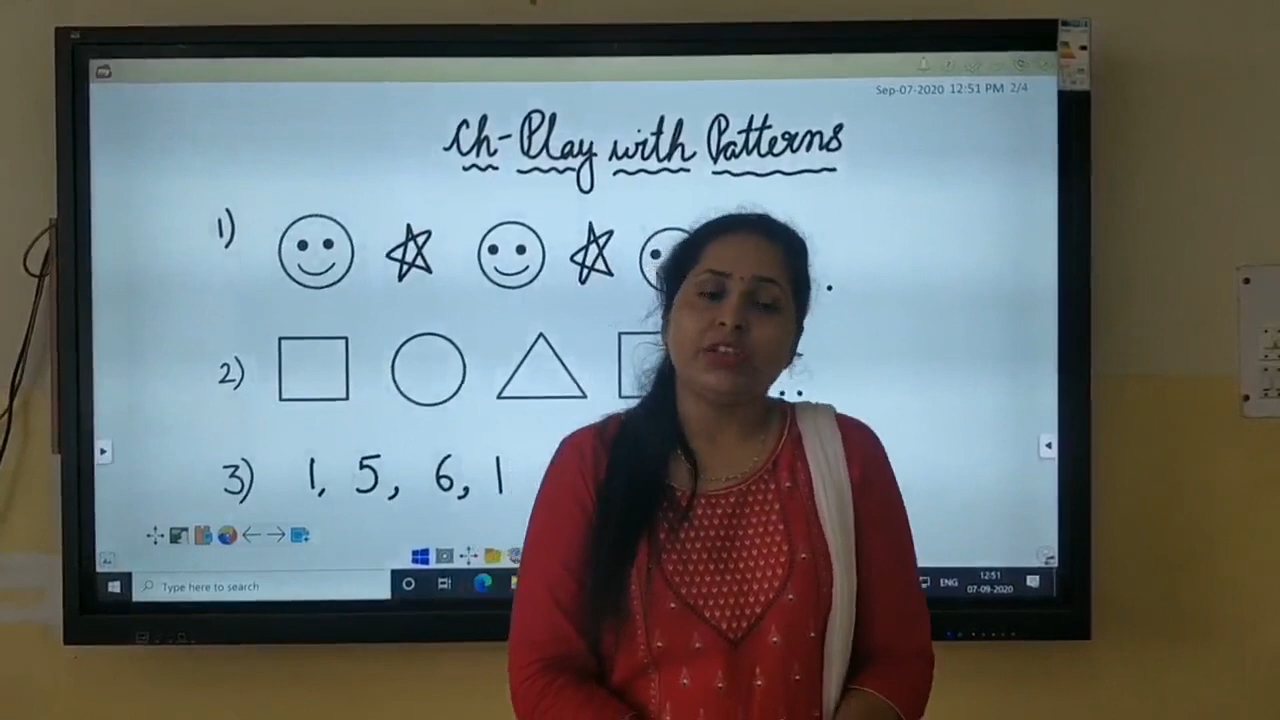 Sep-07-2020 12:51 PM 2/4
Ch-Play with Patterns
1)
2)
3) 1, 5, 6, 1
Type here to search
ENG
12:51
07-09-2020